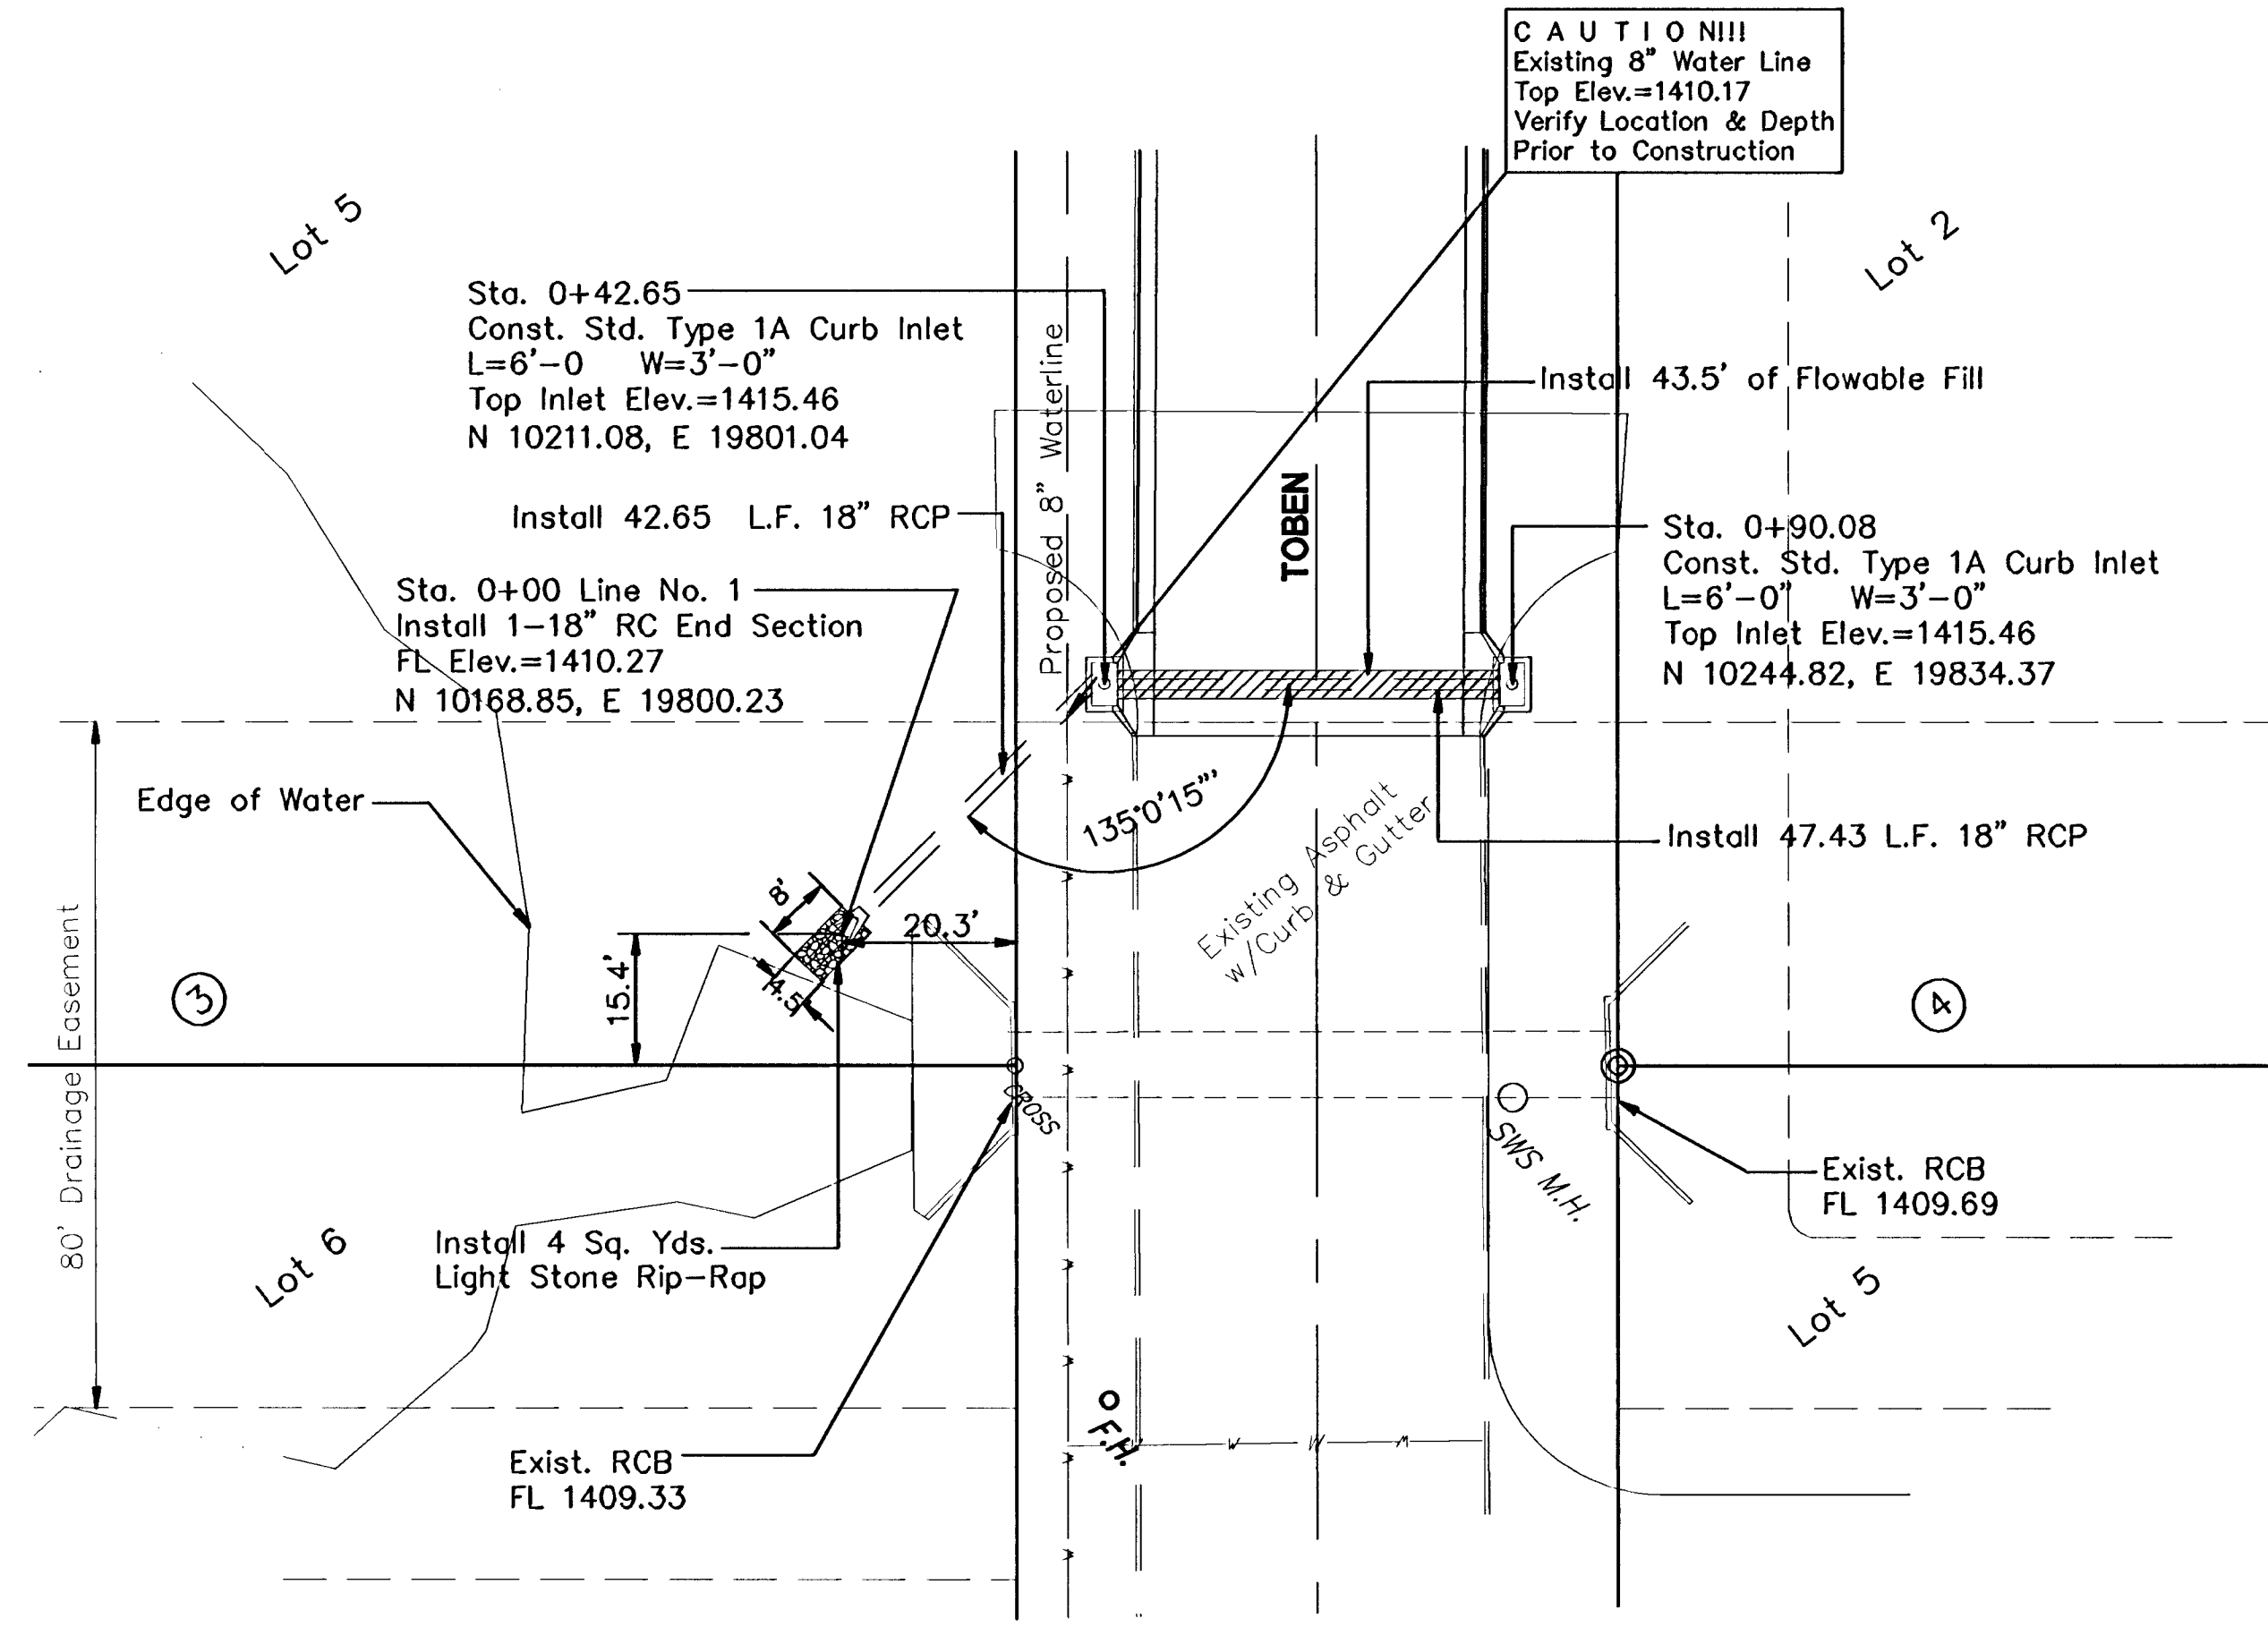 C A U T I O N!!!
Existing 8" Water Line
Top Elev.=1410.17
Verify Location & Depth
Prior to Construction
Lot 5
Lot 2
Sta. 0+42.65
Const. Std. Type 1A Curb Inlet
L=6'-0 W=3'-0"
Top Inlet Elev.=1415.46
N 10211.08, E 19801.04
Install 43.5' of Flowable Fill
Proposed 8" Waterline
TOBEN
Install 42.65 L.F. 18" RCP
Sta. 0+90.08
Const. Std. Type 1A Curb Inlet
L=6'-0" W=3'-0"
Top Inlet Elev.=1415.46
N 10244.82, E 19834.37
Sta. 0+00 Line No. 1
Install 1-18" RC End Section
FL Elev.=1410.27
N 10168.85, E 19800.23
Edge of Water
135°0'15"'
Existing Asphalt
w/Curb & Gutter
Install 47.43 L.F. 18" RCP
8'
20.3'
15.4'
4.5'
3
4
80' Drainage Easement
CROSS
SWS M.H.
Exist. RCB
FL 1409.69
Lot 6
Install 4 Sq. Yds.
Light Stone Rip-Rap
Lot 5
O F.H.
W W M
Exist. RCB
FL 1409.33